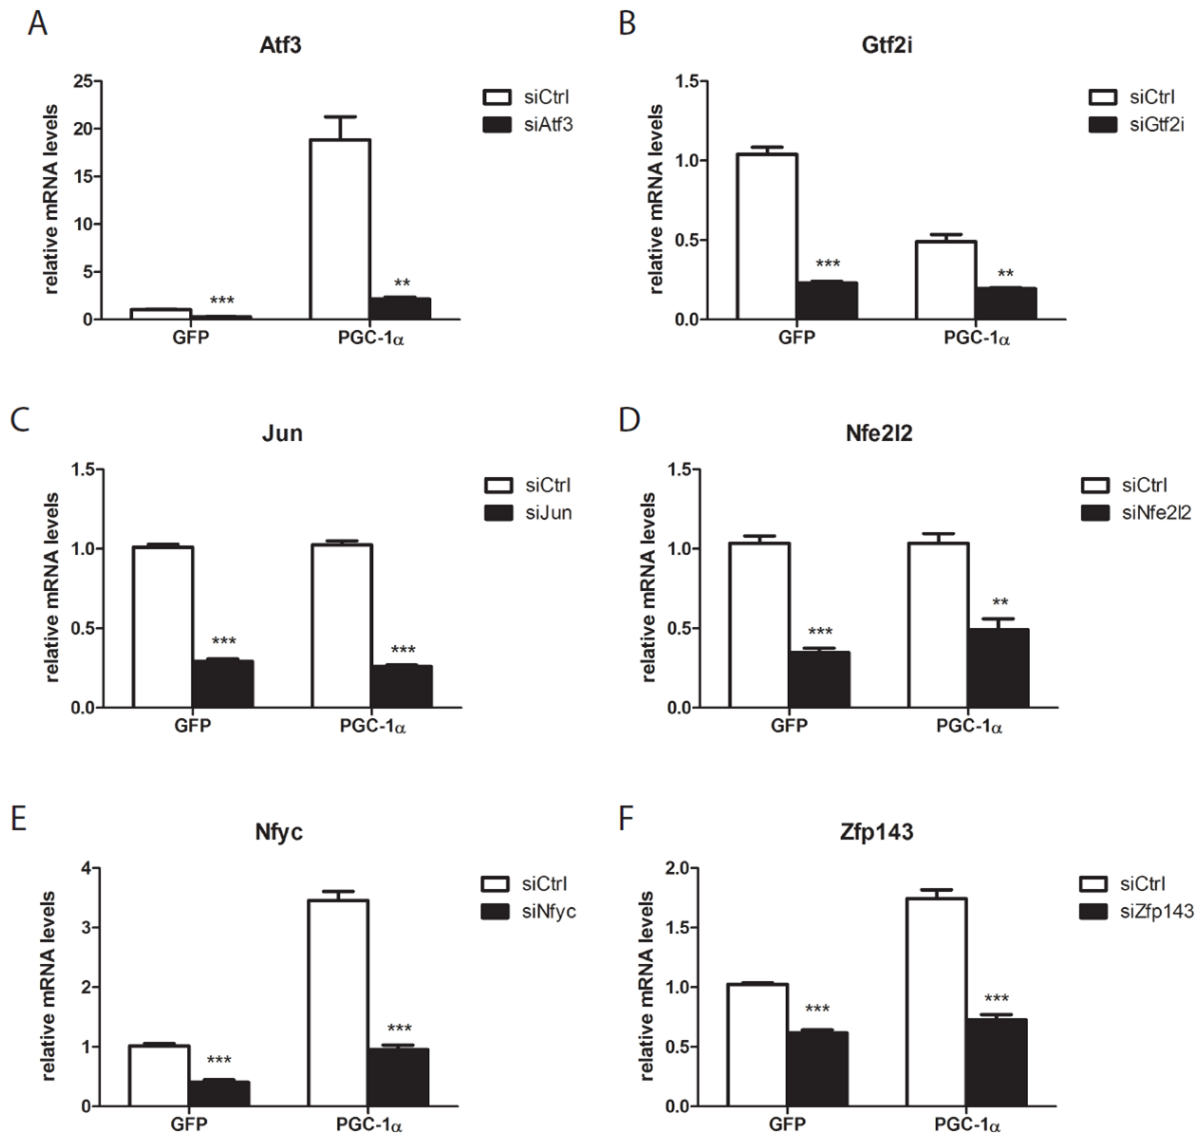 A
Atf3
relative mRNA levels
25
20
15
10
5
0
GFP
PGC-1α
siCtrl
siAtf3
***
**
B
Gtf2i
relative mRNA levels
1.5
1.0
0.5
0.0
GFP
PGC-1α
siCtrl
siGtf2i
***
**
C
Jun
relative mRNA levels
1.5
1.0
0.5
0.0
GFP
PGC-1α
siCtrl
siJun
***
***
D
Nfe2l2
relative mRNA levels
1.5
1.0
0.5
0.0
GFP
PGC-1α
siCtrl
siNfe2l2
***
**
E
Nfyc
relative mRNA levels
4
3
2
1
0
GFP
PGC-1α
siCtrl
siNfyc
***
***
F
Zfp143
relative mRNA levels
2.0
1.5
1.0
0.5
0.0
GFP
PGC-1α
siCtrl
siZfp143
***
***